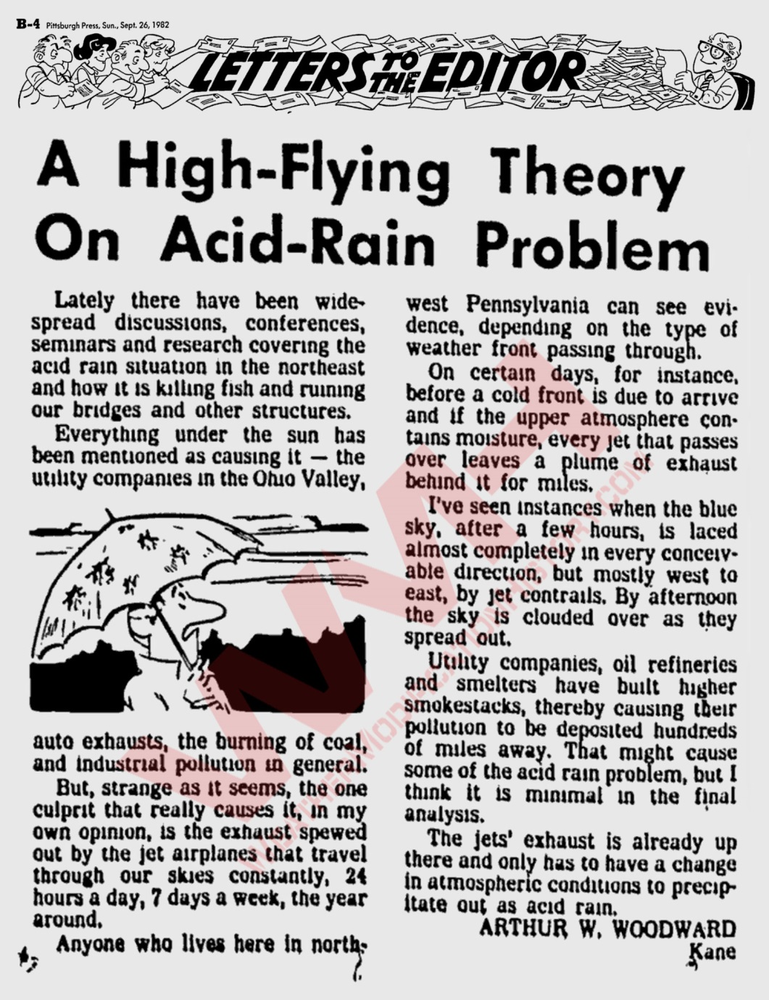 B-4 Pittsburgh Press, Sun., Sept. 26, 1982
LETTERS TO THE EDITOR
A High-Flying Theory
On Acid-Rain Problem
Lately there have been wide-
spread discussions, conferences,
seminars and research covering the
acid rain situation in the northeast
and how it is killing fish and ruining
our bridges and other structures.
Everything under the sun has
been mentioned as causing it — the
utility companies in the Ohio Valley,
auto exhausts, the burning of coal,
and industrial pollution in general.
But, strange as it seems, the one
culprit that really causes it, in my
own opinion, is the exhaust spewed
out by the jet airplanes that travel
through our skies constantly, 24
hours a day, 7 days a week, the year
around.
Anyone who lives here in north-
west Pennsylvania can see evi-
dence, depending on the type of
weather front passing through.
On certain days, for instance,
before a cold front is due to arrive
and if the upper atmosphere con-
tains moisture, every jet that passes
over leaves a plume of exhaust
behind it for miles.
I've seen instances when the blue
sky, after a few hours, is laced
almost completely in every conceiv-
able direction, but mostly west to
east, by jet contrails. By afternoon
the sky is clouded over as they
spread out.
Utility companies, oil refineries
and smelters have built higher
smokestacks, thereby causing their
pollution to be deposited hundreds
of miles away. That might cause
some of the acid rain problem, but I
think it is minimal in the final
analysis.
The jets' exhaust is already up
there and only has to have a change
in atmospheric conditions to precip-
itate out as acid rain.
ARTHUR W. WOODWARD
Kane
WMH
WEATHERMODIFICATIONHISTORY.COM